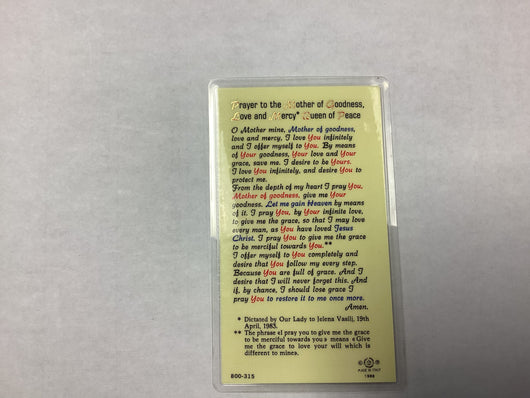 Prayer to the Mother of Goodness,
Love and Mercy* Queen of Peace
O Mother mine, Mother of goodness,
love and mercy, I love You infinitely
and I offer myself to You. By means
of Your goodness, Your love and Your
grace, save me. I desire to be Yours.
I love You infinitely, and desire You to
protect me.
From the depth of my heart I pray You,
Mother of goodness, give me Your
goodness. Let me gain Heaven by means
of it. I pray You, by Your infinite love,
to give me the grace, so that I may love
every man, as You have loved Jesus
Christ. I pray You to give me the grace
to be merciful towards You.**
I offer myself to You completely and
desire that You follow my every step.
Because You are full of grace. And I
desire that I will never forget this. And
if, by chance, I should lose grace I
pray You to restore it to me once more.
Amen.
* Dictated by Our Lady to Jelena Vasilj, 19th
April, 1983.
** The phrase «I pray you to give me the grace
to be merciful towards you» means «Give
me the grace to love your will which is
different to mine».
800-315
MADE IN ITALY
1988